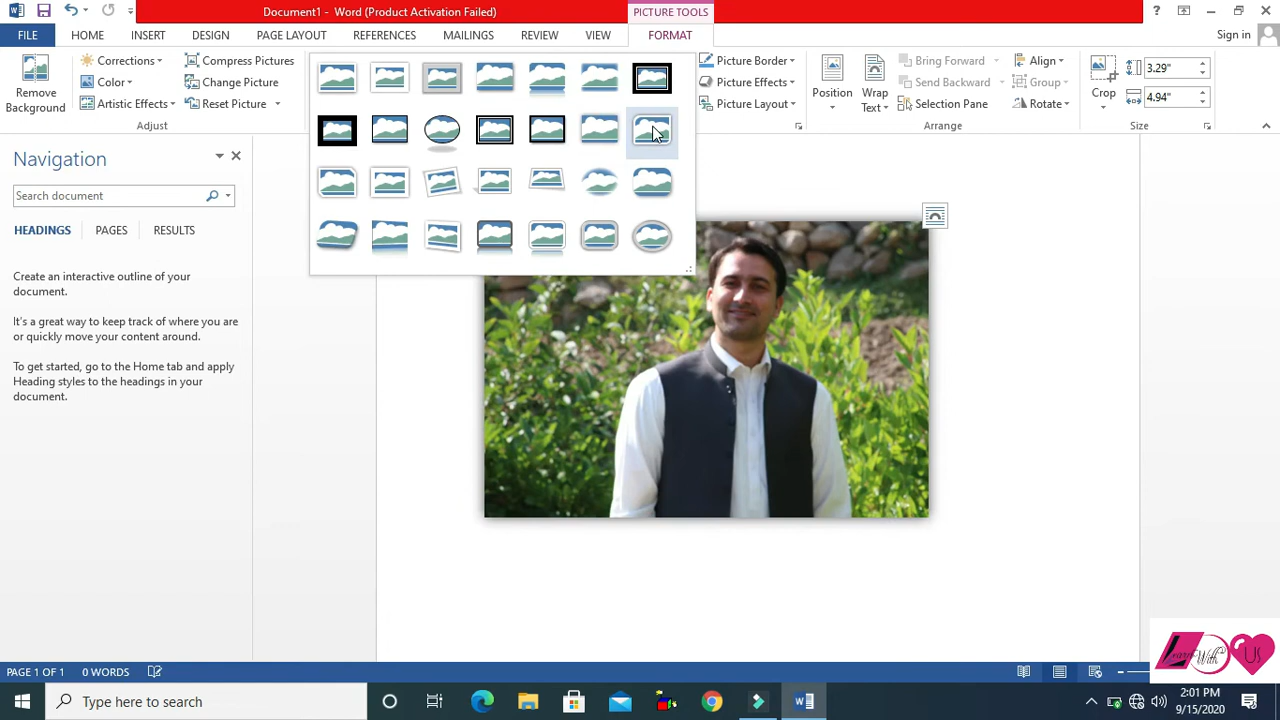 Document1 - Word (Product Activation Failed)
PICTURE TOOLS
?
FILE
HOME
INSERT
DESIGN
PAGE LAYOUT
REFERENCES
MAILINGS
REVIEW
VIEW
FORMAT
Sign in
Remove
Background
Corrections
Color
Artistic Effects
Compress Pictures
Change Picture
Reset Picture
Adjust
Picture Border
Picture Effects
Picture Layout
Position
Wrap
Text
Bring Forward
Send Backward
Selection Pane
Align
Group
Rotate
Arrange
Crop
3.29"
4.94"
Size
Navigation
Search document
HEADINGS
PAGES
RESULTS
Create an interactive outline of your
document.
It's a great way to keep track of where you are
or quickly move your content around.
To get started, go to the Home tab and apply
Heading styles to the headings in your
document.
Learn With US
PAGE 1 OF 1
0 WORDS
Type here to search
2:01 PM
9/15/2020